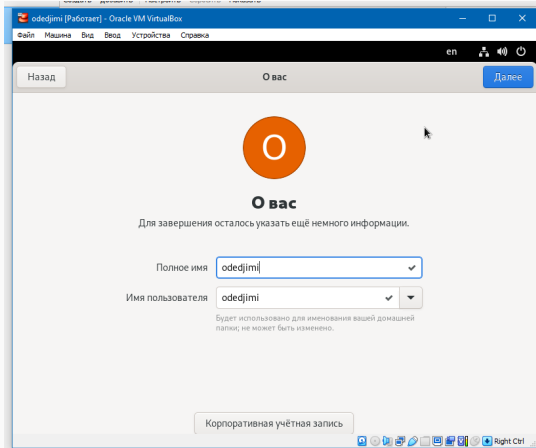 odedjimi [Работает] - Oracle VM VirtualBox
Файл Машина Вид Ввод Устройства Справка
en
Назад О вас Далее
O
О вас
Для завершения осталось указать ещё немного информации.
Полное имя odedjimi
Имя пользователя odedjimi
Будет использовано для именования вашей домашней
папки; не может быть изменено.
Корпоративная учётная запись
Right Ctrl